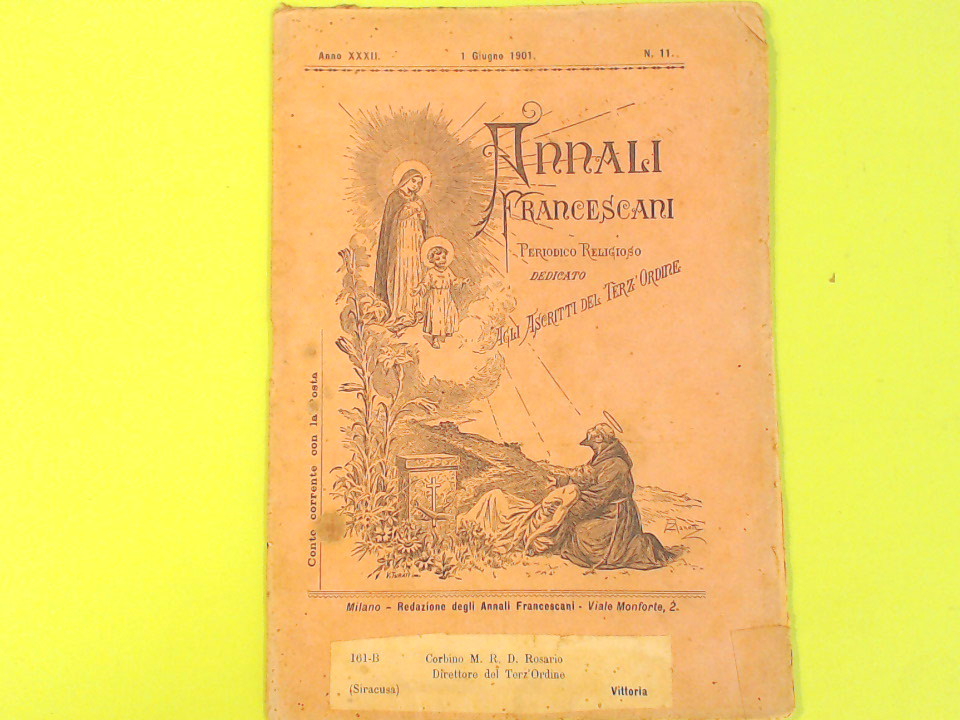 Anno XXXII.
1 Giugno 1901.
N. 11.
Annali
Francescani
Periodico Religioso
dedicato
agli Ascritti del Terz'Ordine
Conto corrente con la Posta
V. Turati
Milano - Redazione degli Annali Francescani - Viale Monforte, 2.
161-B
Corbino M. R. D. Rosario
Direttore del Terz'Ordine
(Siracusa)
Vittoria